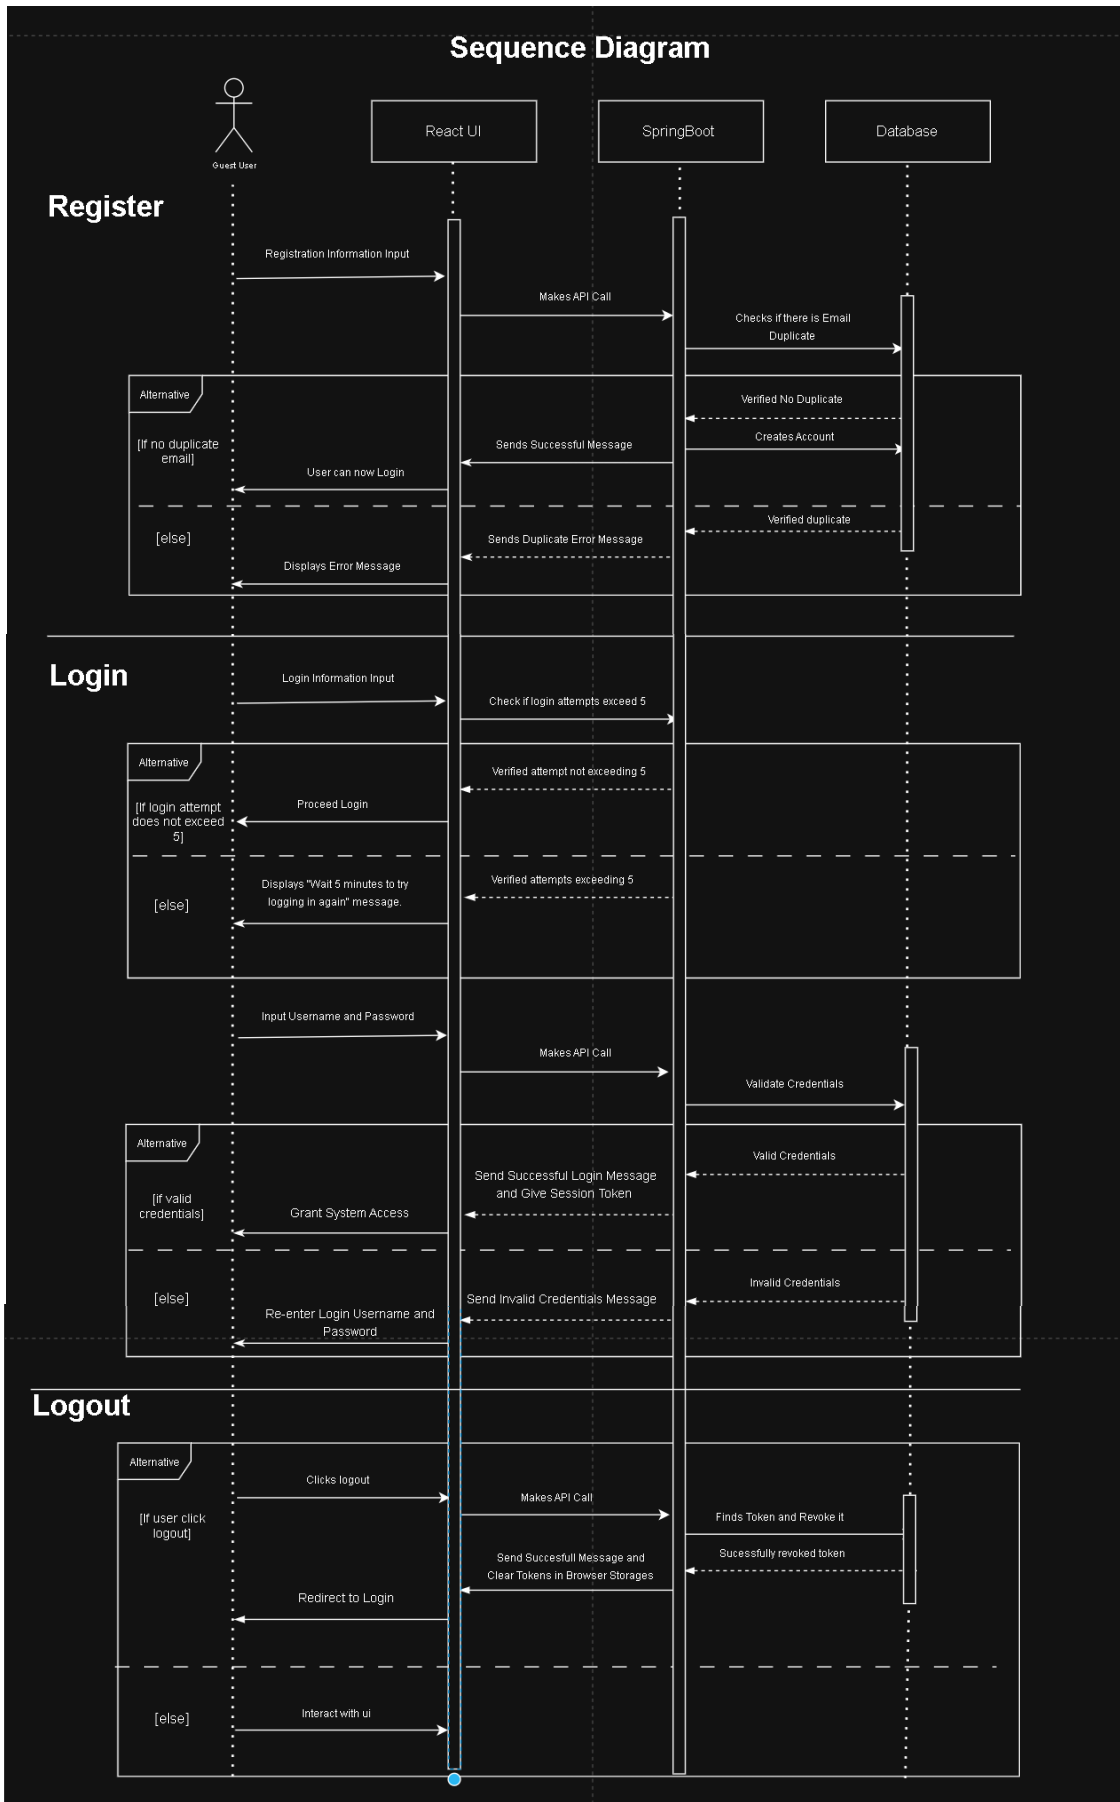 Sequence Diagram
Guest User
React UI
SpringBoot
Database
Register
Registration Information Input
Makes API Call
Checks if there is Email
Duplicate
Alternative
Verified No Duplicate
[If no duplicate
email]
Creates Account
Sends Successful Message
User can now Login
Verified duplicate
[else]
Sends Duplicate Error Message
Displays Error Message
Login
Login Information Input
Check if login attempts exceed 5
Alternative
Verified attempt not exceeding 5
[If login attempt
does not exceed
5]
Proceed Login
Verified attempts exceeding 5
[else]
Displays "Wait 5 minutes to try
logging in again" message.
Input Username and Password
Makes API Call
Validate Credentials
Alternative
Valid Credentials
[if valid
credentials]
Send Successful Login Message
and Give Session Token
Grant System Access
Invalid Credentials
[else]
Send Invalid Credentials Message
Re-enter Login Username and
Password
Logout
Alternative
Clicks logout
[If user click
logout]
Makes API Call
Finds Token and Revoke it
Sucessfully revoked token
Send Succesfull Message and
Clear Tokens in Browser Storages
Redirect to Login
[else]
Interact with ui